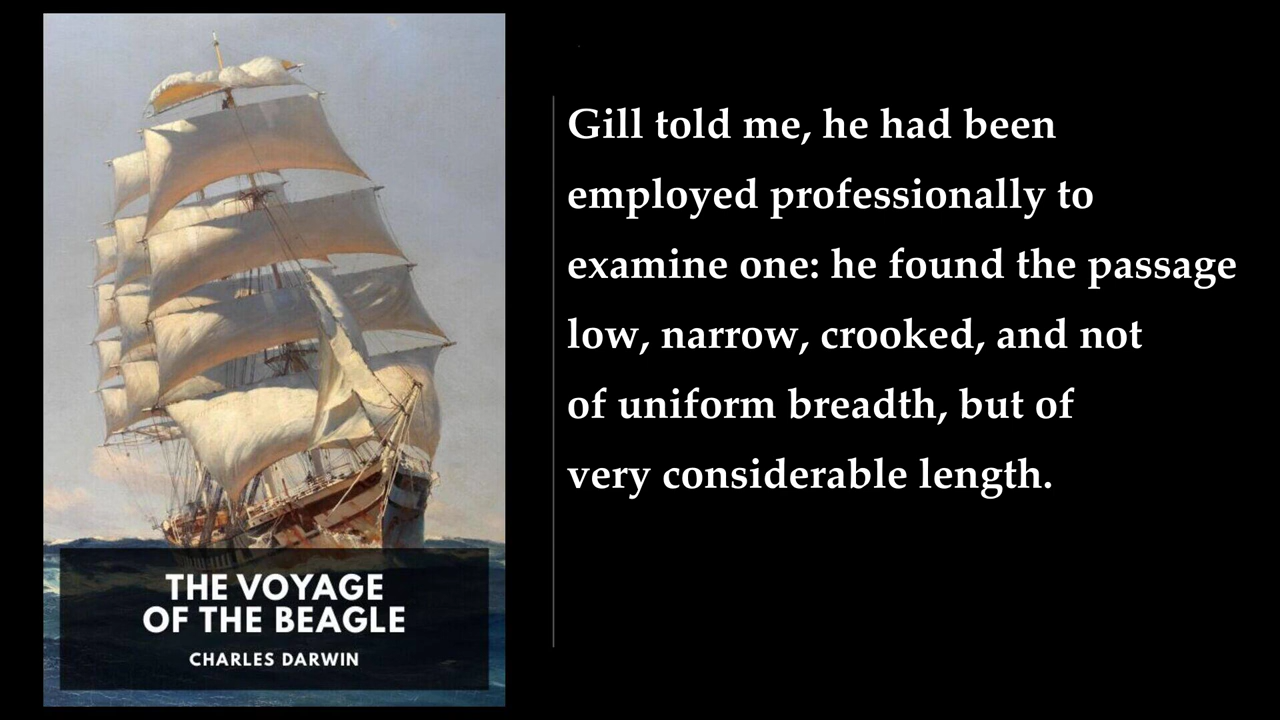 THE VOYAGE
OF THE BEAGLE
CHARLES DARWIN
Gill told me, he had been
employed professionally to
examine one: he found the passage
low, narrow, crooked, and not
of uniform breadth, but of
very considerable length.